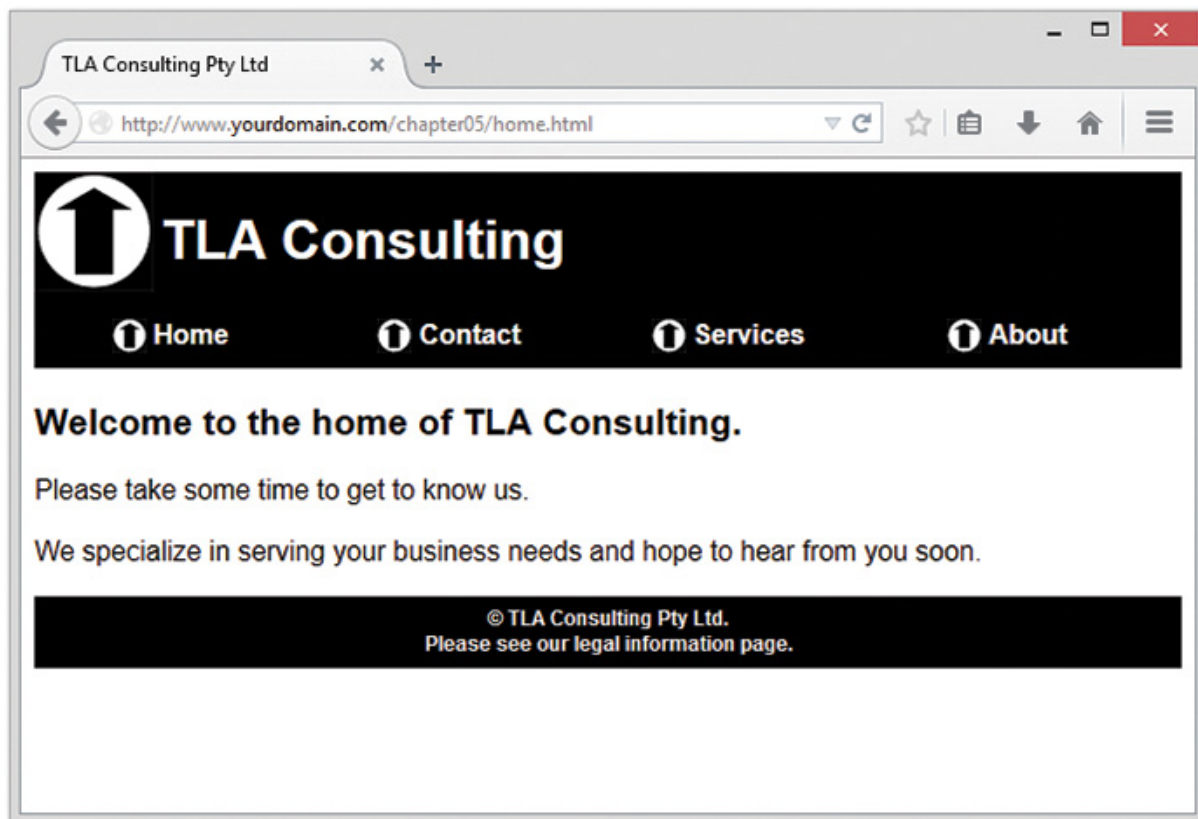 TLA Consulting Pty Ltd
http://www.yourdomain.com/chapter05/home.html
TLA Consulting
Home Contact Services About
Welcome to the home of TLA Consulting.
Please take some time to get to know us.
We specialize in serving your business needs and hope to hear from you soon.
© TLA Consulting Pty Ltd.
Please see our legal information page.